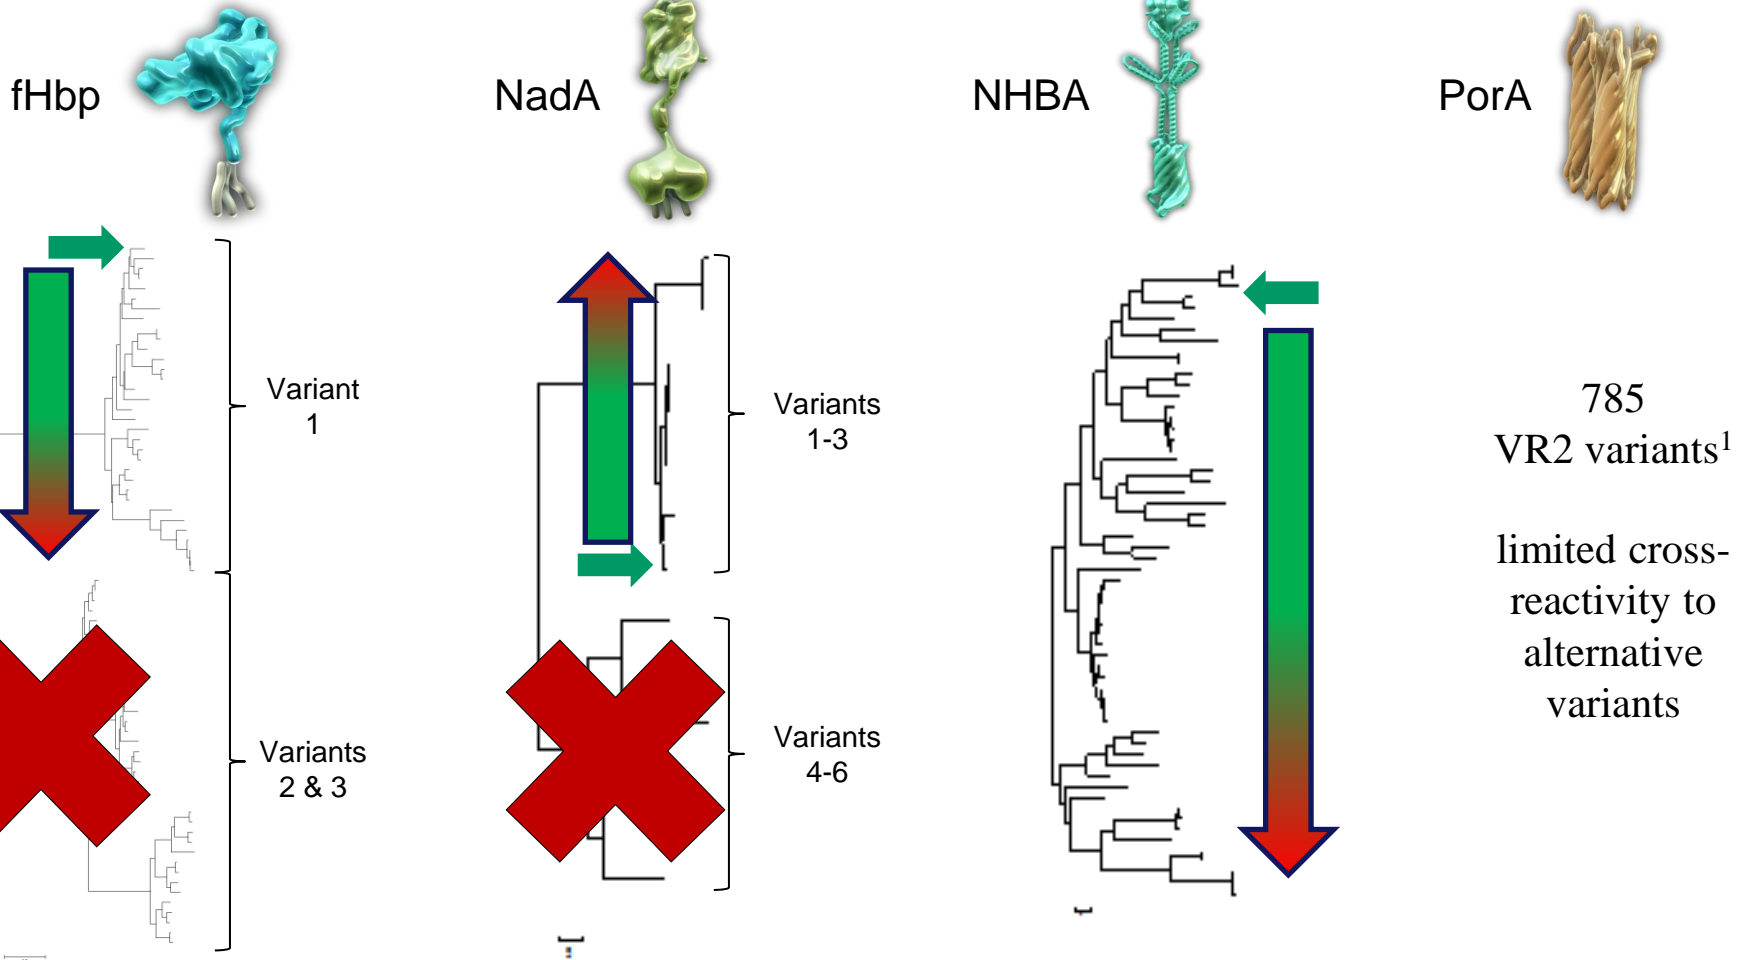 fHbp
NadA
NHBA
PorA
Variant
1
Variants
2 & 3
Variants
1-3
Variants
4-6
785
VR2 variants¹
limited cross-
reactivity to
alternative
variants